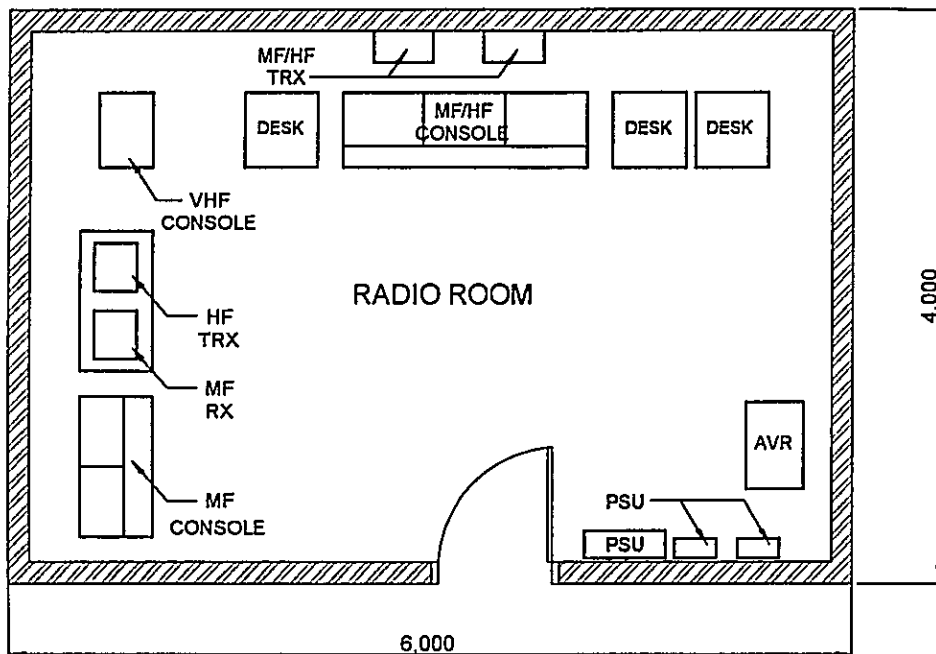 MF/HF
TRX
DESK
MF/HF
CONSOLE
DESK
DESK
VHF
CONSOLE
RADIO ROOM
HF
TRX
MF
RX
AVR
MF
CONSOLE
PSU
PSU
4,000
6,000